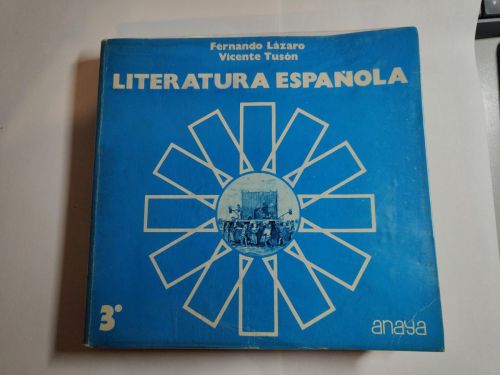 Fernando Lázaro
Vicente Tusón
LITERATURA ESPAÑOLA
3°
anaya